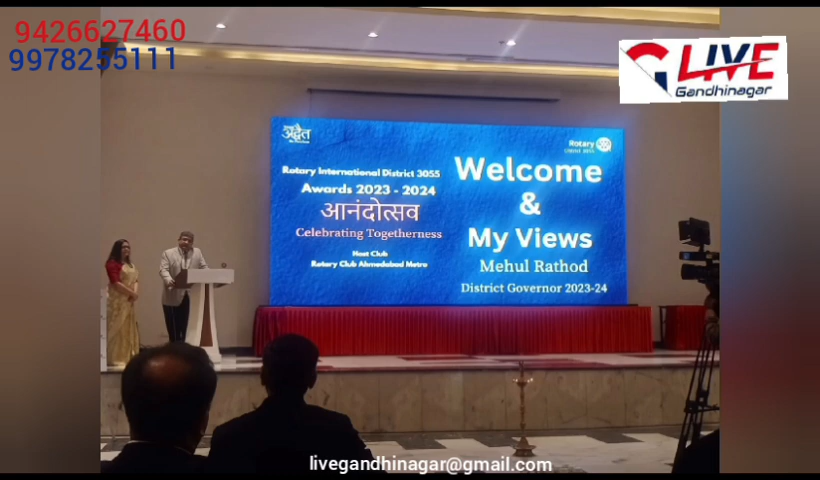 9426627460
9978255111
LIVE
Gandhinagar
अद्वैत
Rotary
Rotary International District 3055
Awards 2023 - 2024
आनंदोत्सव
Celebrating Togetherness
Host Club
Rotary Club Ahmedabad Metro
Welcome
&
My Views
Mehul Rathod
District Governor 2023-24
livegandhinagar@gmail.com